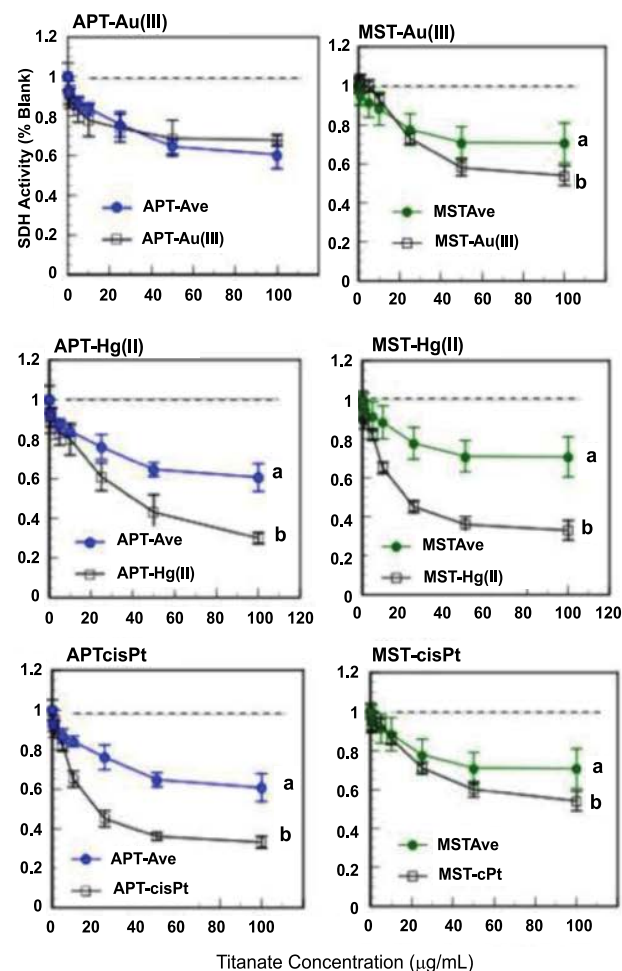 APT-Au(III)
1.2
1
0.8
0.6
0.4
0.2
0
SDH Activity (% Blank)
APT-Ave
APT-Au(III)
0 20 40 60 80 100
MST-Au(III)
1.2
1
0.8
0.6
0.4
0.2
0
a
b
MSTAve
MST-Au(III)
0 20 40 60 80 100
APT-Hg(II)
1.2
1
0.8
0.6
0.4
0.2
0
a
b
APT-Ave
APT-Hg(II)
0 20 40 60 80 100
MST-Hg(II)
1.2
1
0.8
0.6
0.4
0.2
0
a
b
MSTAve
MST-Hg(II)
0 20 40 60 80 100 120
APTcisPt
1.2
1
0.8
0.6
0.4
0.2
0
a
b
APT-Ave
APT-cisPt
0 20 40 60 80 100
MST-cisPt
1.2
1
0.8
0.6
0.4
0.2
0
a
b
MSTAve
MST-cPt
0 20 40 60 80 100
Titanate Concentration (µg/mL)